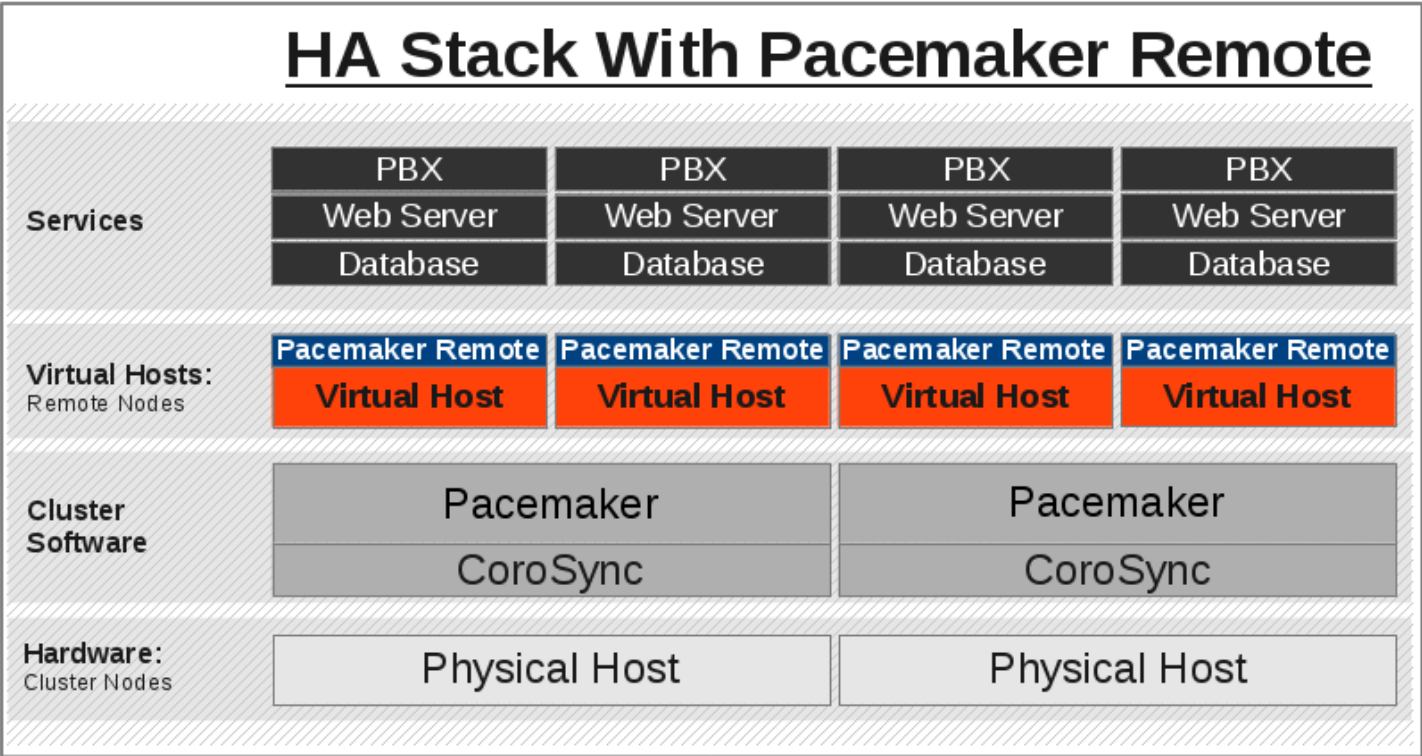 HA Stack With Pacemaker Remote
Services
PBX PBX PBX PBX
Web Server Web Server Web Server Web Server
Database Database Database Database
Virtual Hosts:
Remote Nodes
Pacemaker Remote Pacemaker Remote Pacemaker Remote Pacemaker Remote
Virtual Host Virtual Host Virtual Host Virtual Host
Cluster
Software
Pacemaker Pacemaker
CoroSync CoroSync
Hardware:
Cluster Nodes
Physical Host Physical Host